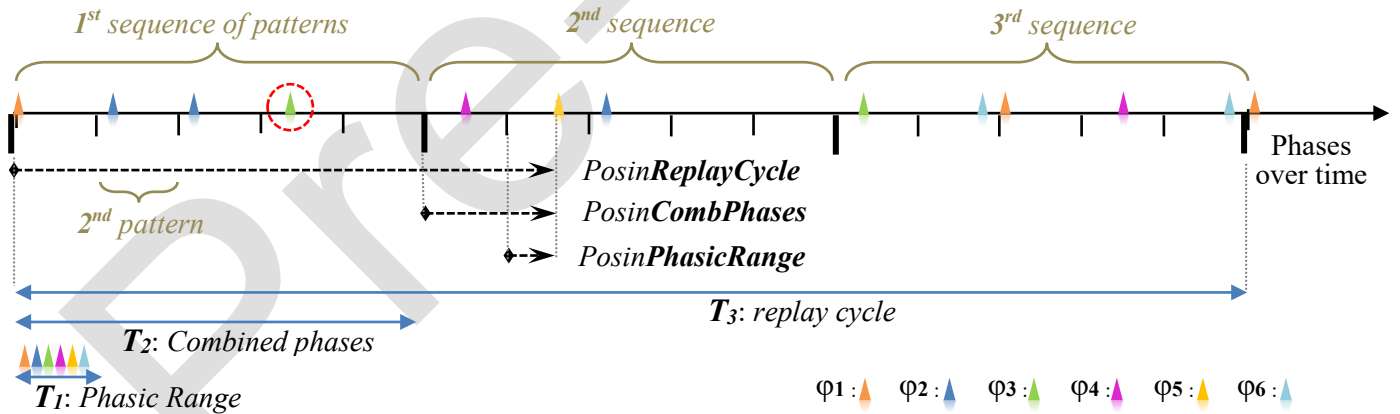 1st sequence of patterns
2nd sequence
3rd sequence
Phases
over time
PosinReplayCycle
2nd pattern
PosinCombPhases
PosinPhasicRange
T3: replay cycle
T2: Combined phases
T1: Phasic Range
φ1 : φ2 : φ3 : φ4 : φ5 : φ6 :
Pre-